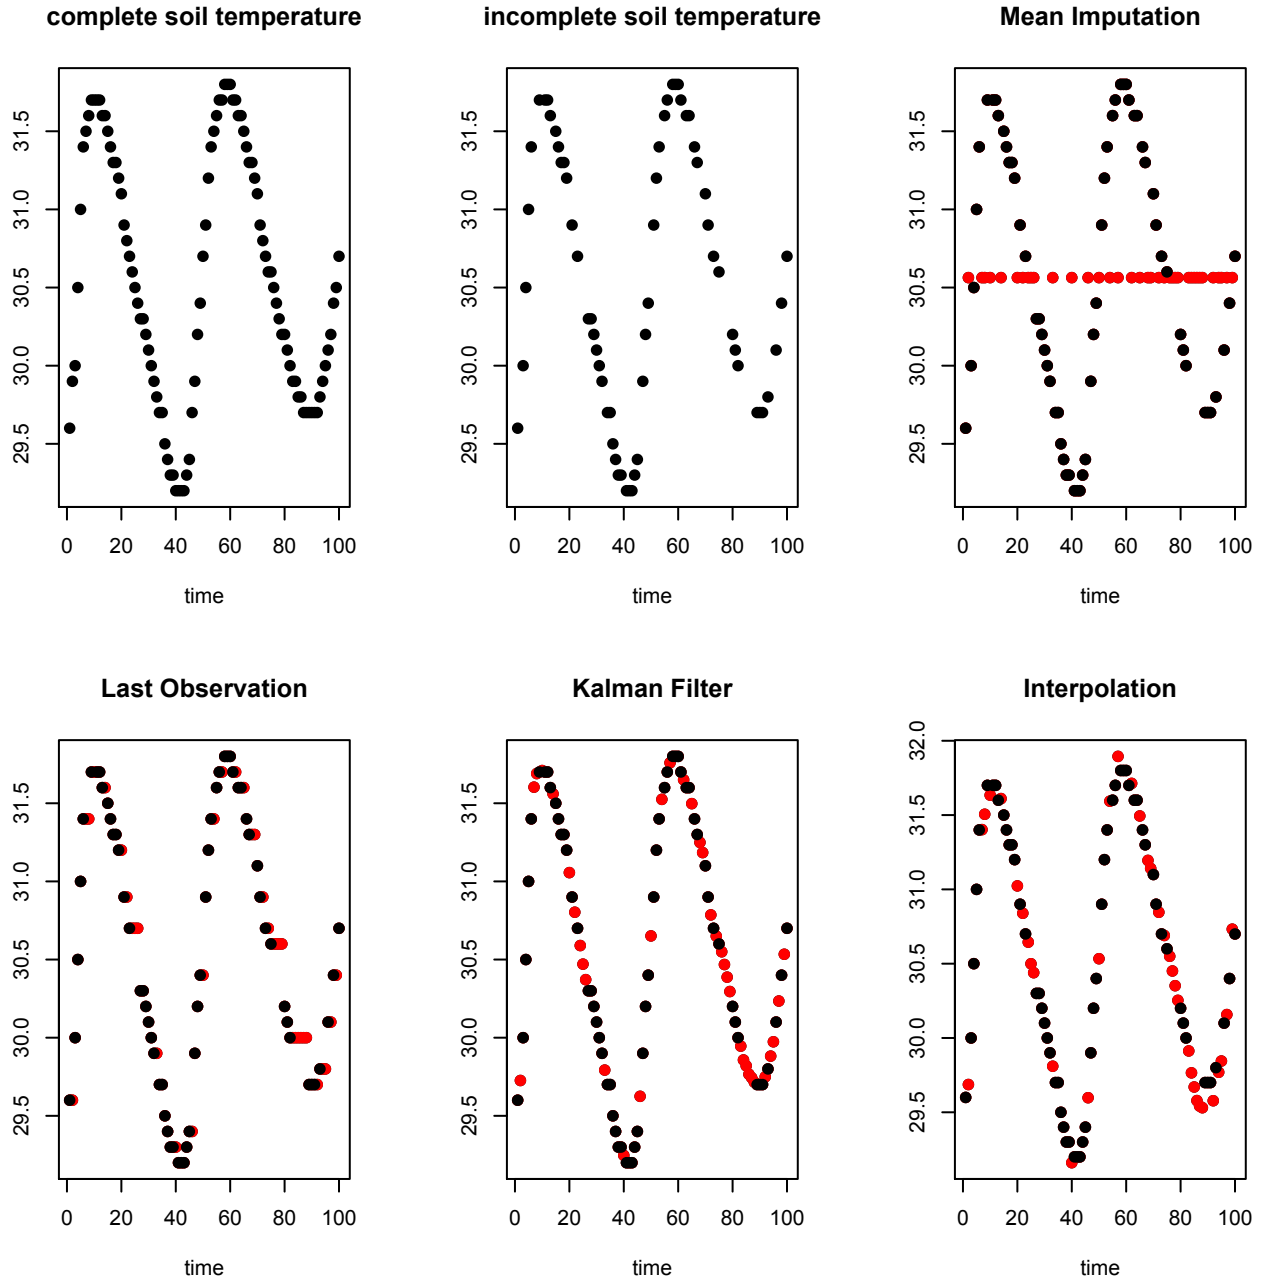 complete soil temperature
31.5
31.0
30.5
30.0
29.5
0 20 40 60 80 100
time
incomplete soil temperature
31.5
31.0
30.5
30.0
29.5
0 20 40 60 80 100
time
Mean Imputation
31.5
31.0
30.5
30.0
29.5
0 20 40 60 80 100
time
Last Observation
31.5
31.0
30.5
30.0
29.5
0 20 40 60 80 100
time
Kalman Filter
31.5
31.0
30.5
30.0
29.5
0 20 40 60 80 100
time
Interpolation
32.0
31.5
31.0
30.5
30.0
29.5
0 20 40 60 80 100
time